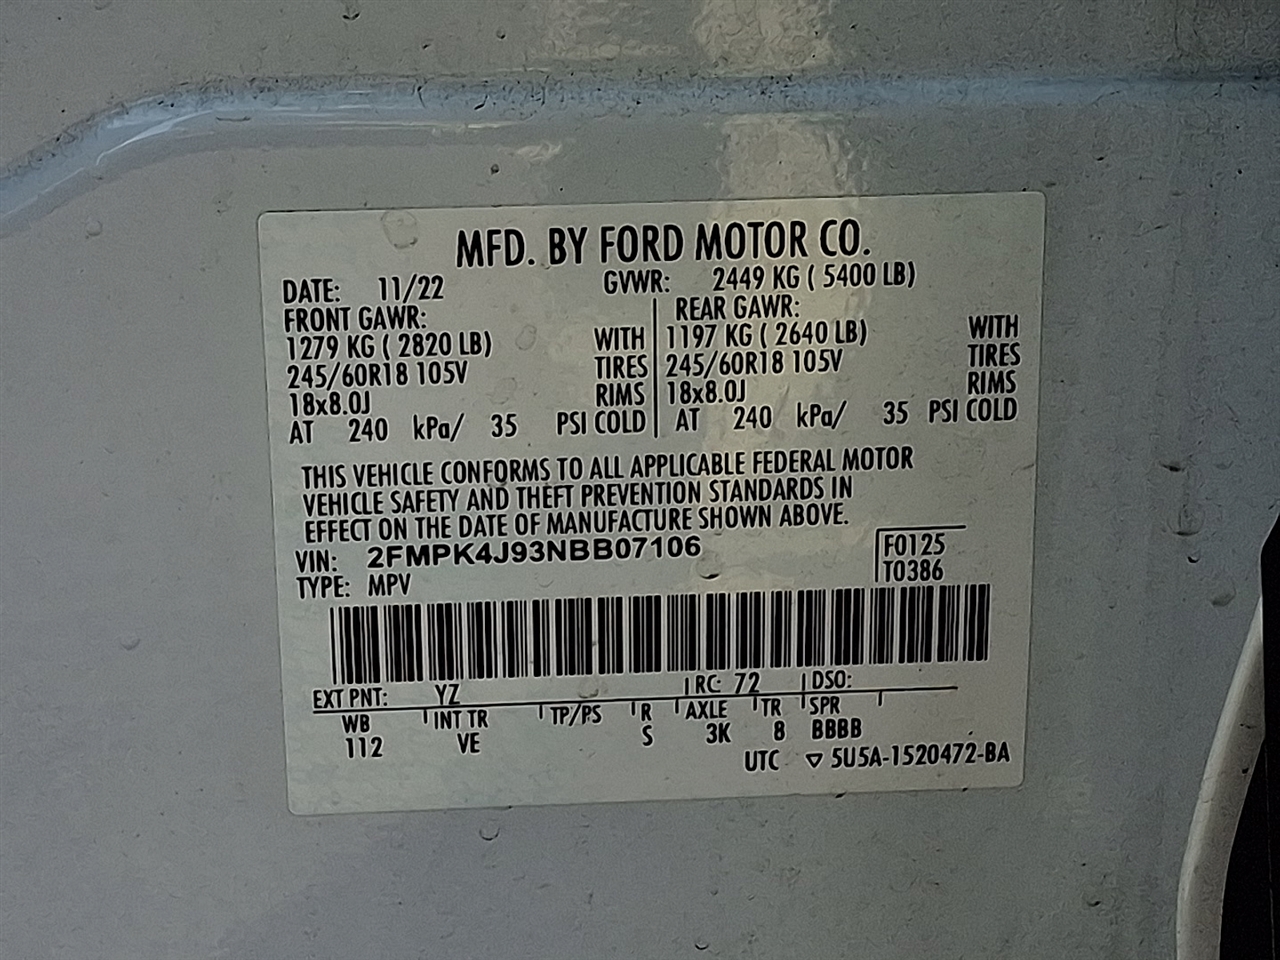 MFD. BY FORD MOTOR CO.
DATE: 11/22 GVWR: 2449 KG ( 5400 LB)
FRONT GAWR: REAR GAWR:
1279 KG ( 2820 LB) WITH 1197 KG ( 2640 LB) WITH
245/60R18 105V TIRES 245/60R18 105V TIRES
18x8.0J RIMS 18x8.0J RIMS
AT 240 kPa/ 35 PSI COLD AT 240 kPa/ 35 PSI COLD
THIS VEHICLE CONFORMS TO ALL APPLICABLE FEDERAL MOTOR
VEHICLE SAFETY AND THEFT PREVENTION STANDARDS IN
EFFECT ON THE DATE OF MANUFACTURE SHOWN ABOVE.
VIN: 2FMPK4J93NBB07106 F0125
TYPE: MPV T0386
EXT PNT: YZ RC: 72 DSO:
WB INT TR TP/PS R AXLE TR SPR
112 VE S 3K 8 BBBB
UTC ▽ 5U5A-1520472-BA